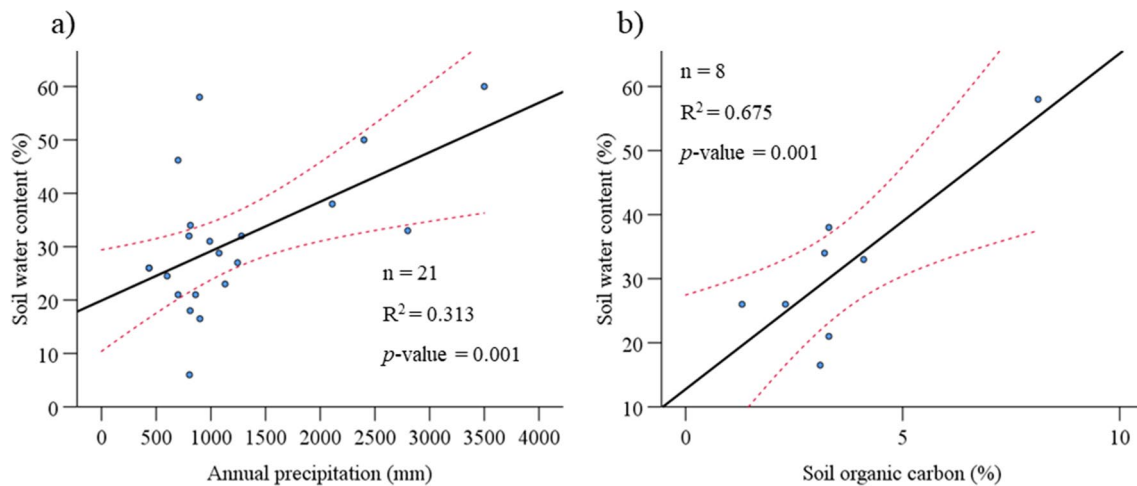 a)
Soil water content (%)
60
50
40
30
20
10
0
n = 21
R² = 0.313
p-value = 0.001
0 500 1000 1500 2000 2500 3000 3500 4000
Annual precipitation (mm)
b)
Soil water content (%)
60
50
40
30
20
10
n = 8
R² = 0.675
p-value = 0.001
0 5 10
Soil organic carbon (%)